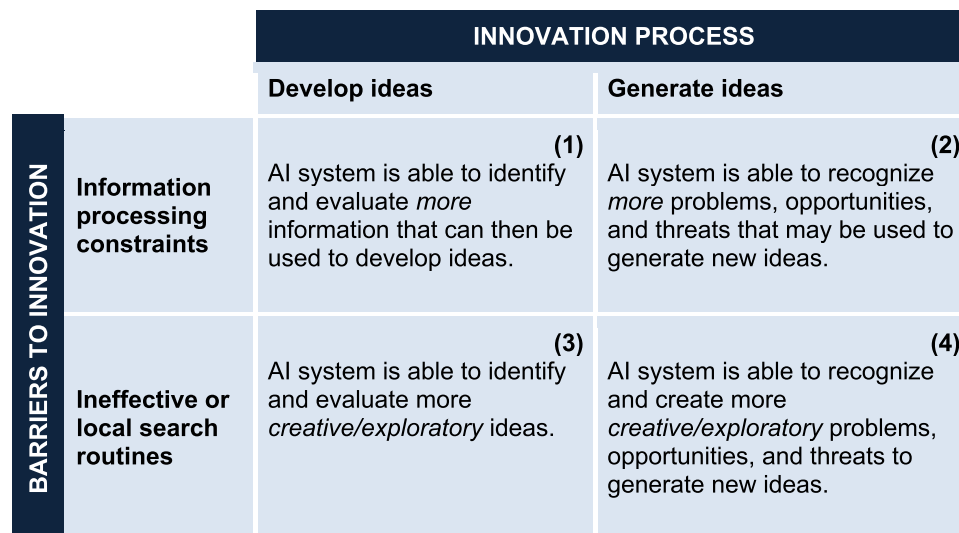 INNOVATION PROCESS
Develop ideas
Generate ideas
BARRIERS TO INNOVATION
Information
processing
constraints
(1)
AI system is able to identify
and evaluate more
information that can then be
used to develop ideas.
(2)
AI system is able to recognize
more problems, opportunities,
and threats that may be used to
generate new ideas.
Ineffective or
local search
routines
(3)
AI system is able to identify
and evaluate more
creative/exploratory ideas.
(4)
AI system is able to recognize
and create more
creative/exploratory problems,
opportunities, and threats to
generate new ideas.